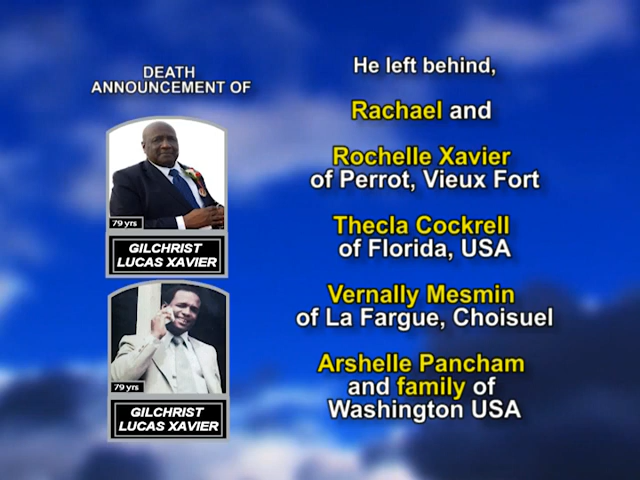 DEATH
ANNOUNCEMENT OF
79 yrs
GILCHRIST
LUCAS XAVIER
79 yrs
GILCHRIST
LUCAS XAVIER
He left behind,
Rachael and
Rochelle Xavier
of Perrot, Vieux Fort
Thecla Cockrell
of Florida, USA
Vernally Mesmin
of La Fargue, Choisuel
Arshelle Pancham
and family of
Washington USA